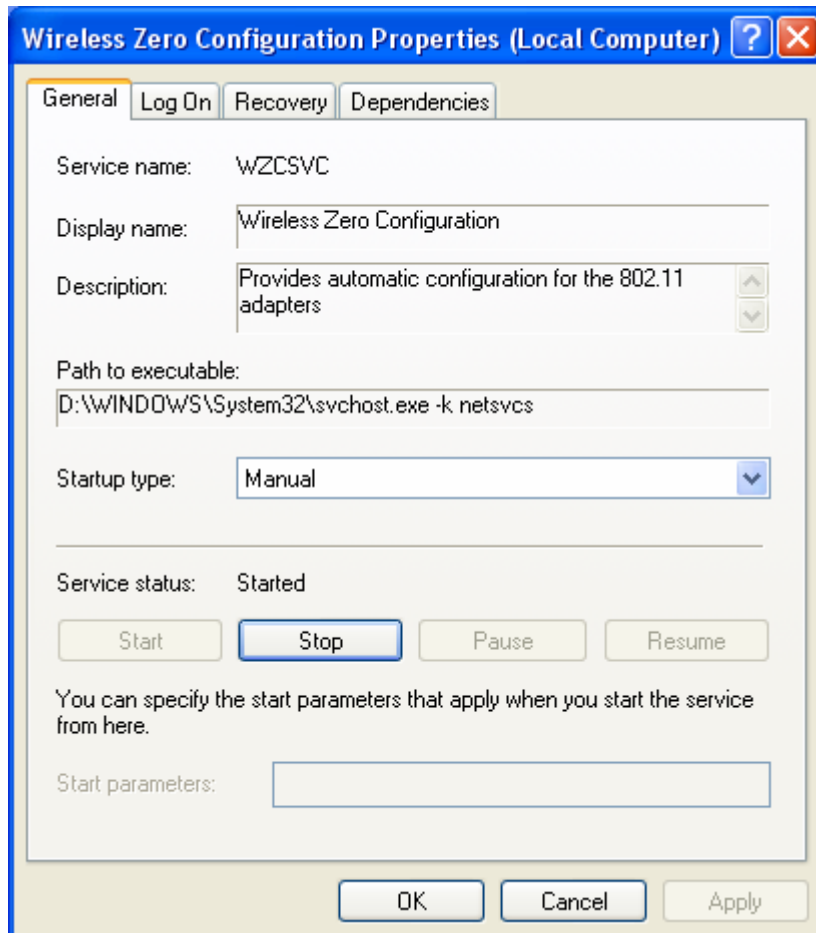 Wireless Zero Configuration Properties (Local Computer) ?
General Log On Recovery Dependencies
Service name: WZCSVC
Display name: Wireless Zero Configuration
Description: Provides automatic configuration for the 802.11
adapters
Path to executable:
D:\WINDOWS\System32\svchost.exe -k netsvcs
Startup type: Manual
Service status: Started
Start Stop Pause Resume
You can specify the start parameters that apply when you start the service
from here.
Start parameters:
OK Cancel Apply